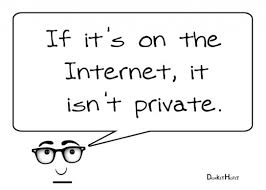 If it's on the
Internet, it
isn't private.